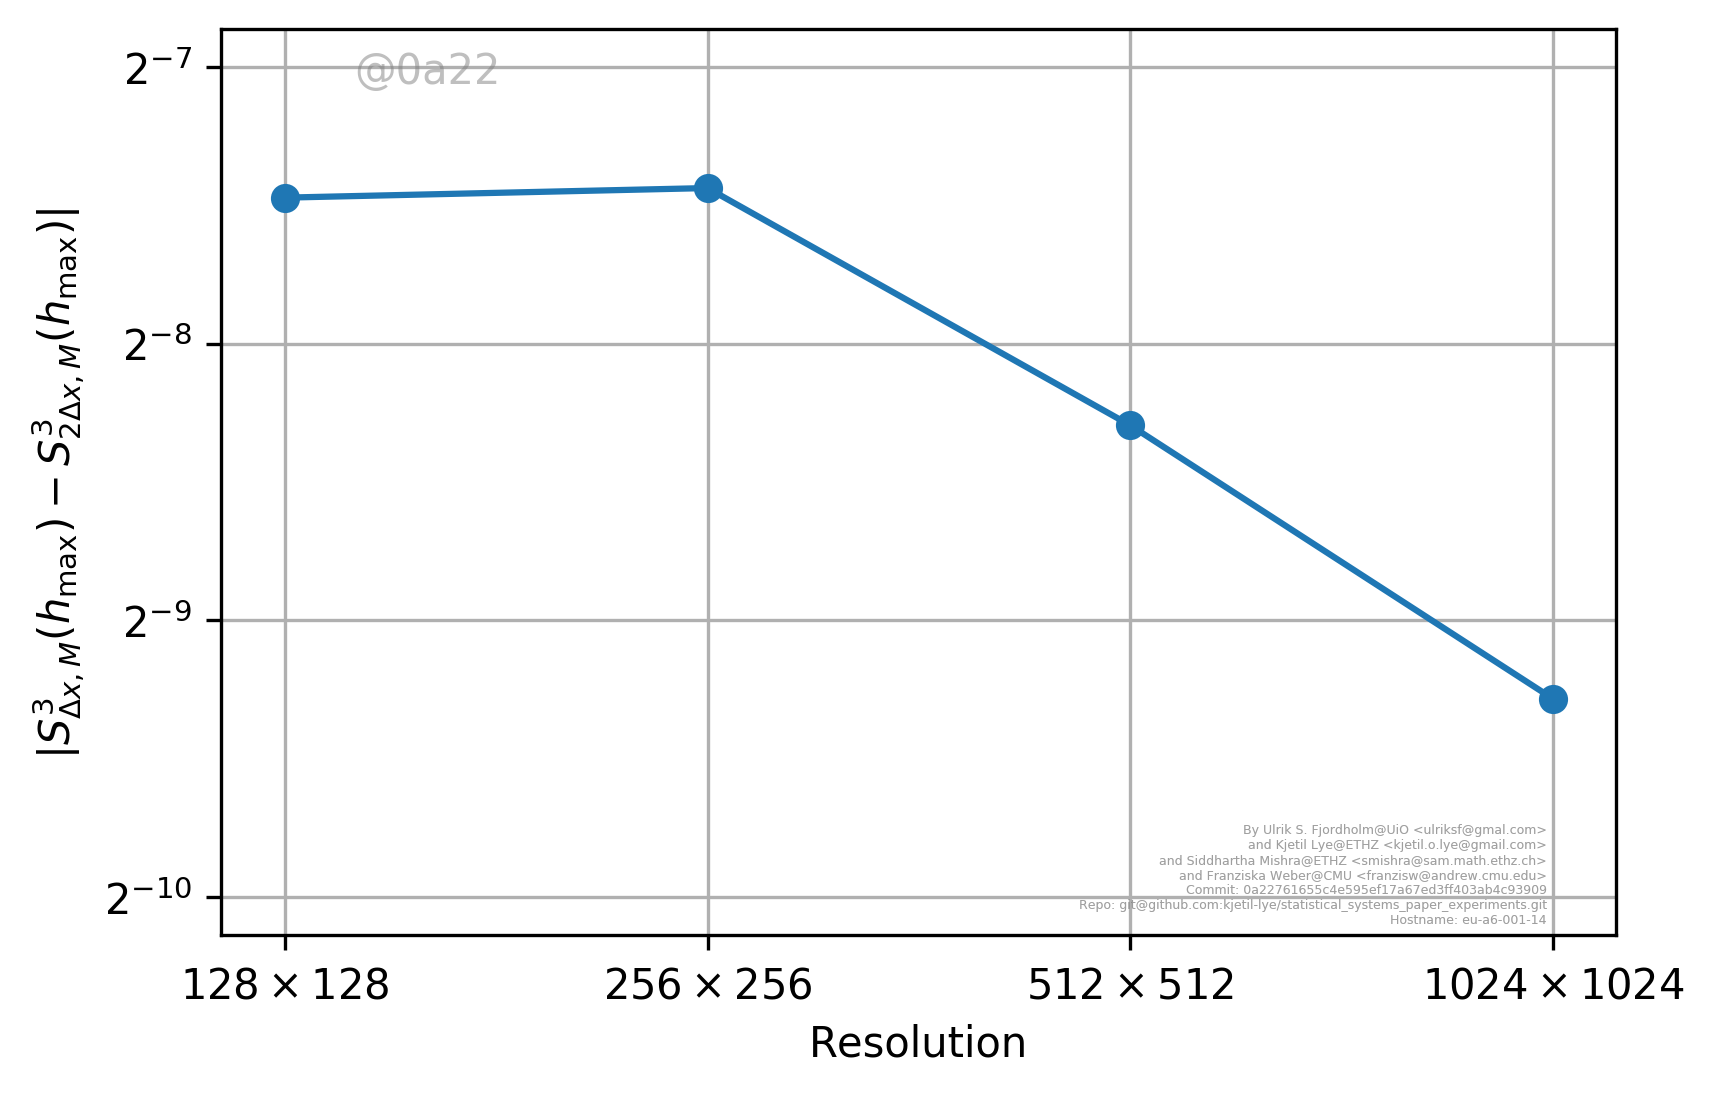 @0a22
2⁻⁷
2⁻⁸
2⁻⁹
2⁻¹⁰
|S³_{Δx,M}(h_max) − S³_{2Δx,M}(h_max)|
By Ulrik S. Fjordholm@UiO <ulriksf@gmal.com>
and Kjetil Lye@ETHZ <kjetil.o.lye@gmail.com>
and Siddhartha Mishra@ETHZ <smishra@sam.math.ethz.ch>
and Franziska Weber@CMU <franzisw@andrew.cmu.edu>
Commit: 0a22761655c4e595ef17a67ed3ff403ab4c93909
Repo: git@github.com:kjetil-lye/statistical_systems_paper_experiments.git
Hostname: eu-a6-001-14
128 × 128 256 × 256 512 × 512 1024 × 1024
Resolution